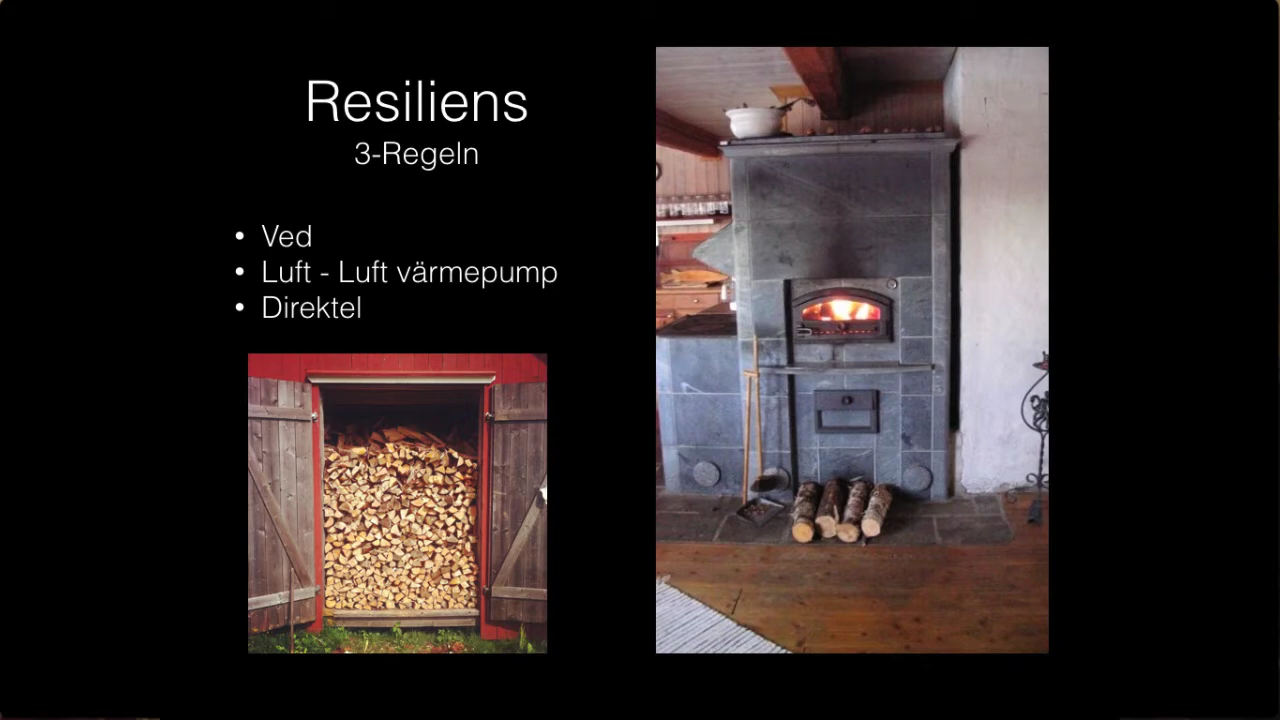 Resiliens
3-Regeln
• Ved
• Luft - Luft värmepump
• Direktel